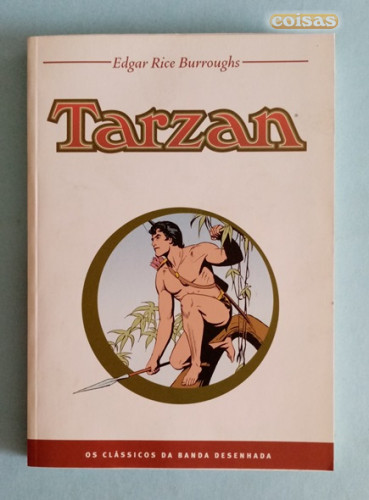 coisas
Edgar Rice Burroughs
Tarzan®
OS CLÁSSICOS DA BANDA DESENHADA